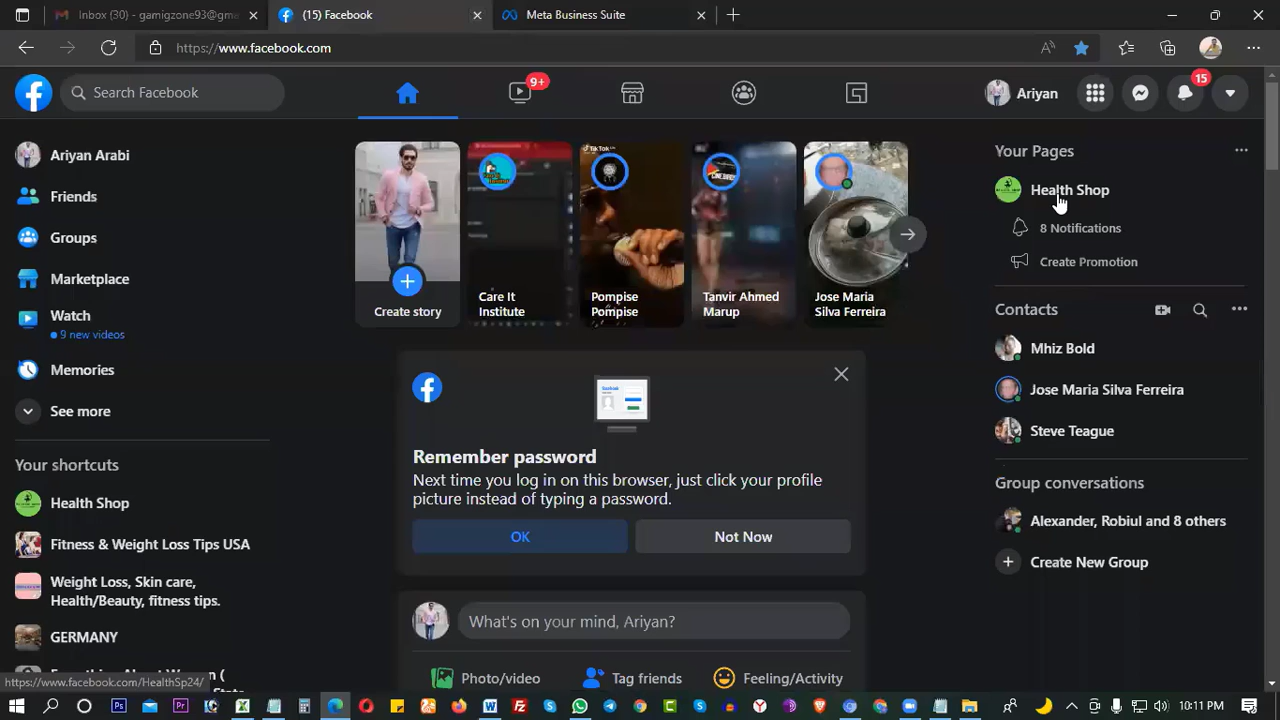 Inbox (30) - gamigzone93@gma
(15) Facebook
Meta Business Suite
https://www.facebook.com
Search Facebook
9+
Ariyan
15
Ariyan Arabi
Friends
Groups
Marketplace
Watch
9 new videos
Memories
See more
Your shortcuts
Health Shop
Fitness & Weight Loss Tips USA
Weight Loss, Skin care,
Health/Beauty, fitness tips.
GERMANY
https://www.facebook.com/HealthSp24/
TikTok
Create story
Care It
Institute
Pompise
Pompise
Tanvir Ahmed
Marup
Jose Maria
Silva Ferreira
Remember password
Next time you log in on this browser, just click your profile
picture instead of typing a password.
OK
Not Now
What's on your mind, Ariyan?
Photo/video
Tag friends
Feeling/Activity
Your Pages
Health Shop
8 Notifications
Create Promotion
Contacts
Mhiz Bold
Jose Maria Silva Ferreira
Steve Teague
Group conversations
Alexander, Robiul and 8 others
Create New Group
10:11 PM